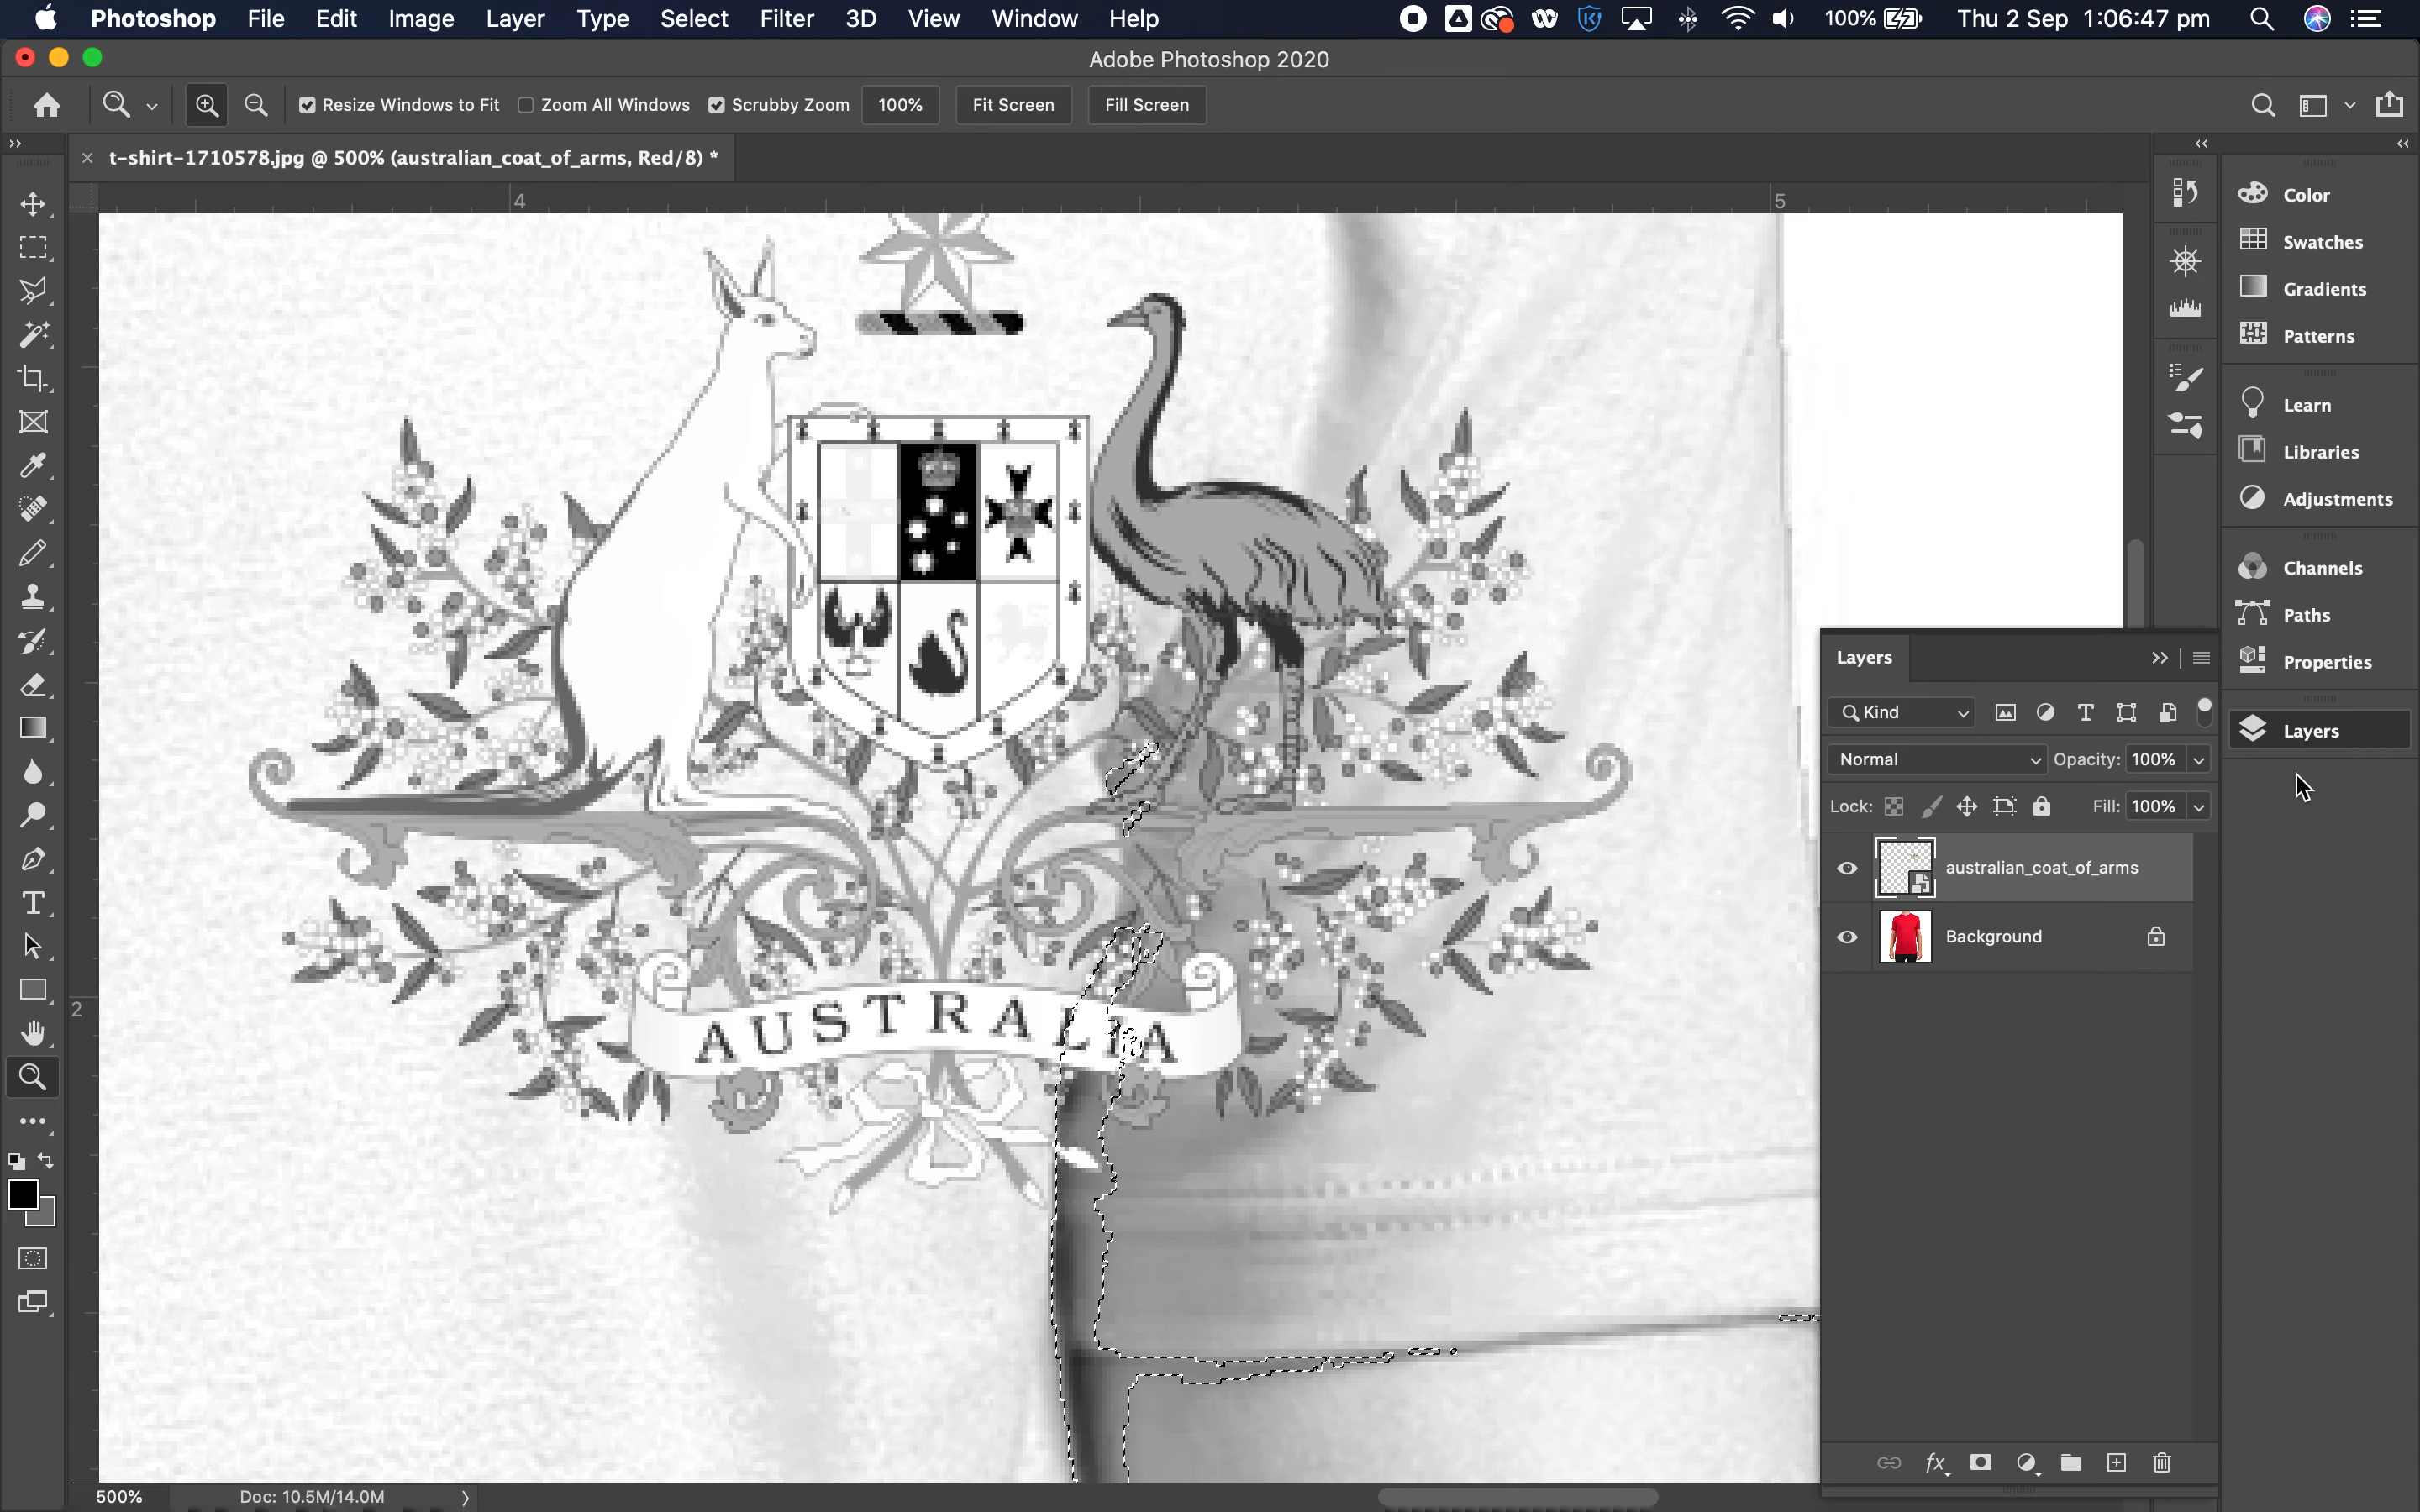 Photoshop File Edit Image Layer Type Select Filter 3D View Window Help 100% Thu 2 Sep 1:06:47 pm
Adobe Photoshop 2020
Resize Windows to Fit Zoom All Windows Scrubby Zoom 100% Fit Screen Fill Screen
t-shirt-1710578.jpg @ 500% (australian_coat_of_arms, Red/8) *
4 5
Color
Swatches
Gradients
Patterns
Learn
Libraries
Adjustments
Channels
Paths
Properties
Layers
Layers
Kind
Normal Opacity: 100%
Lock: Fill: 100%
australian_coat_of_arms
Background
2
AUSTRALIA
500% Doc: 10.5M/14.0M